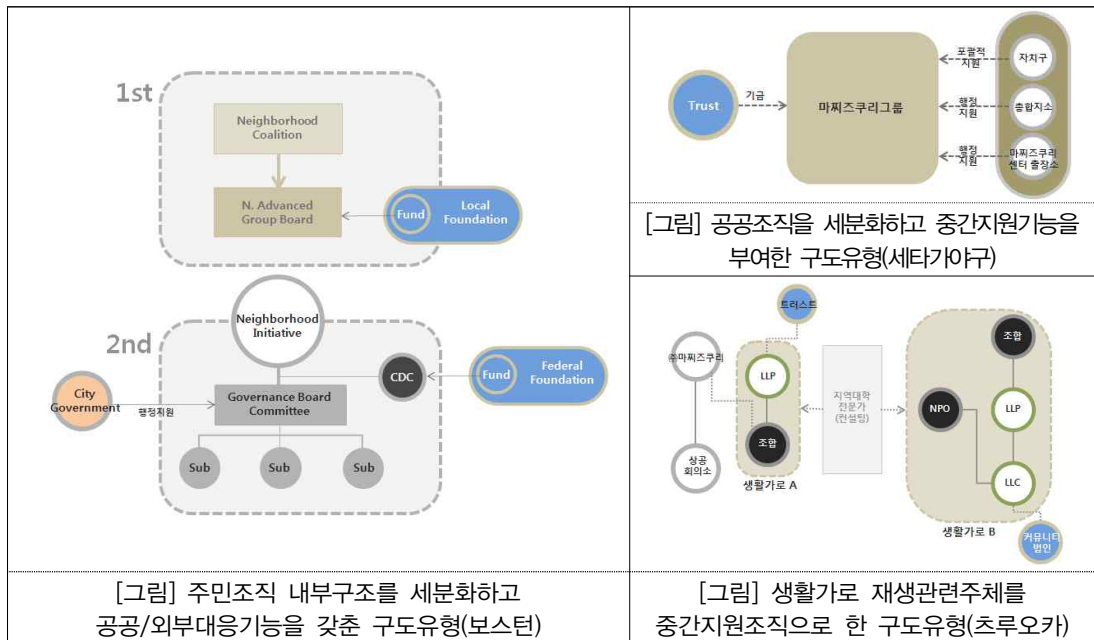 1st
Neighborhood
Coalition
N. Advanced
Group Board
Fund
Local
Foundation
2nd
Neighborhood
Initiative
City
Government
행정지원
Governance Board
Committee
CDC
Fund
Federal
Foundation
Sub
Sub
Sub
[그림] 주민조직 내부구조를 세분화하고
공공/외부대응기능을 갖춘 구도유형(보스턴)
Trust
기금
마찌즈쿠리그룹
포괄적
지원
자치구
행정
지원
총합지소
행정
지원
마찌즈쿠리
센터 출장소
[그림] 공공조직을 세분화하고 중간지원기능을
부여한 구도유형(세타가야구)
트러스트
㈜마찌즈쿠리
LLP
조합
상공
회의소
생활가로 A
지역대학
전문가
(컨설팅)
조합
NPO
LLP
LLC
생활가로 B
커뮤니티
법인
[그림] 생활가로 재생관련주체를
중간지원조직으로 한 구도유형(츠루오카)